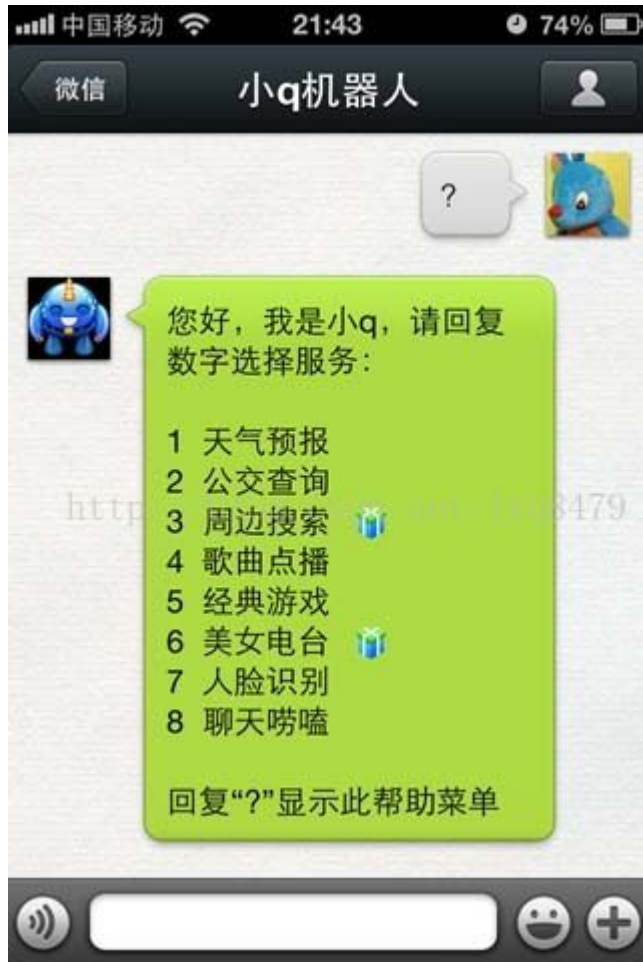 中国移动 21:43 74%
微信 小q机器人
?
您好，我是小q，请回复
数字选择服务：
1 天气预报
2 公交查询
3 周边搜索
4 歌曲点播
5 经典游戏
6 美女电台
7 人脸识别
8 聊天唠嗑
回复“?”显示此帮助菜单